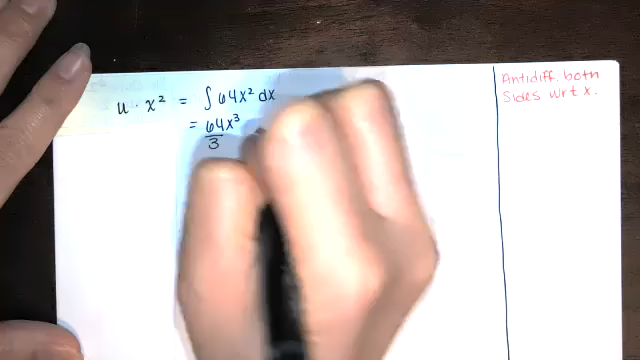 u · x² = ∫ 64x² dx
= 64x³
3
Antidiff. both
Sides wrt x.